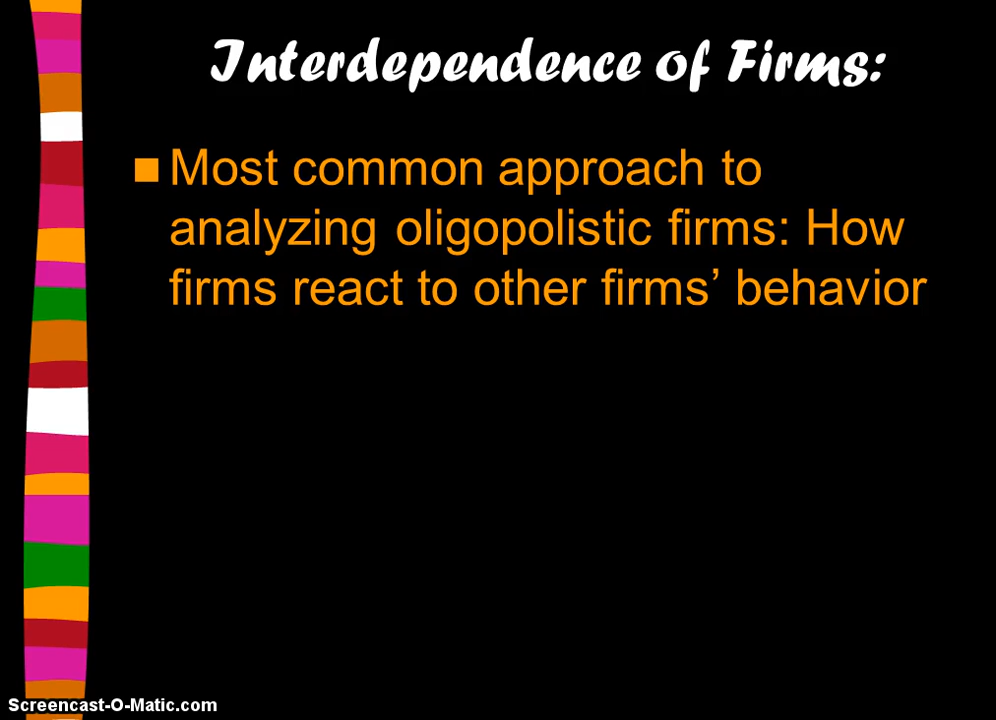 Interdependence of Firms:
■ Most common approach to
analyzing oligopolistic firms: How
firms react to other firms’ behavior
Screencast-O-Matic.com